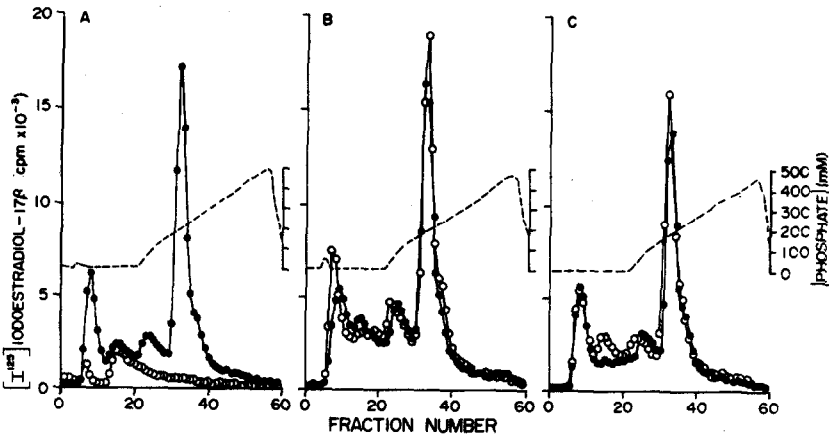 A
B
C
20
15
10
5
0
[I¹²⁵] IODOESTRADIOL-17β cpm x10⁻³
0 20 40 60
0 20 40 60
0 20 40 60
FRACTION NUMBER
500
400
300
200
100
0
[PHOSPHATE] (mM)